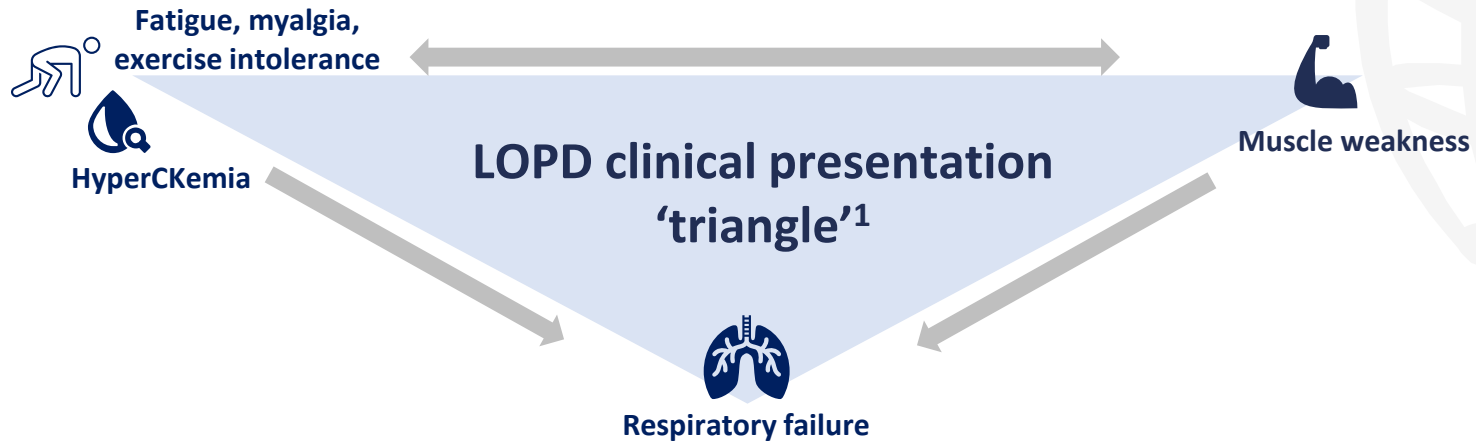 Fatigue, myalgia,
exercise intolerance
HyperCKemia
LOPD clinical presentation
‘triangle’¹
Muscle weakness
Respiratory failure